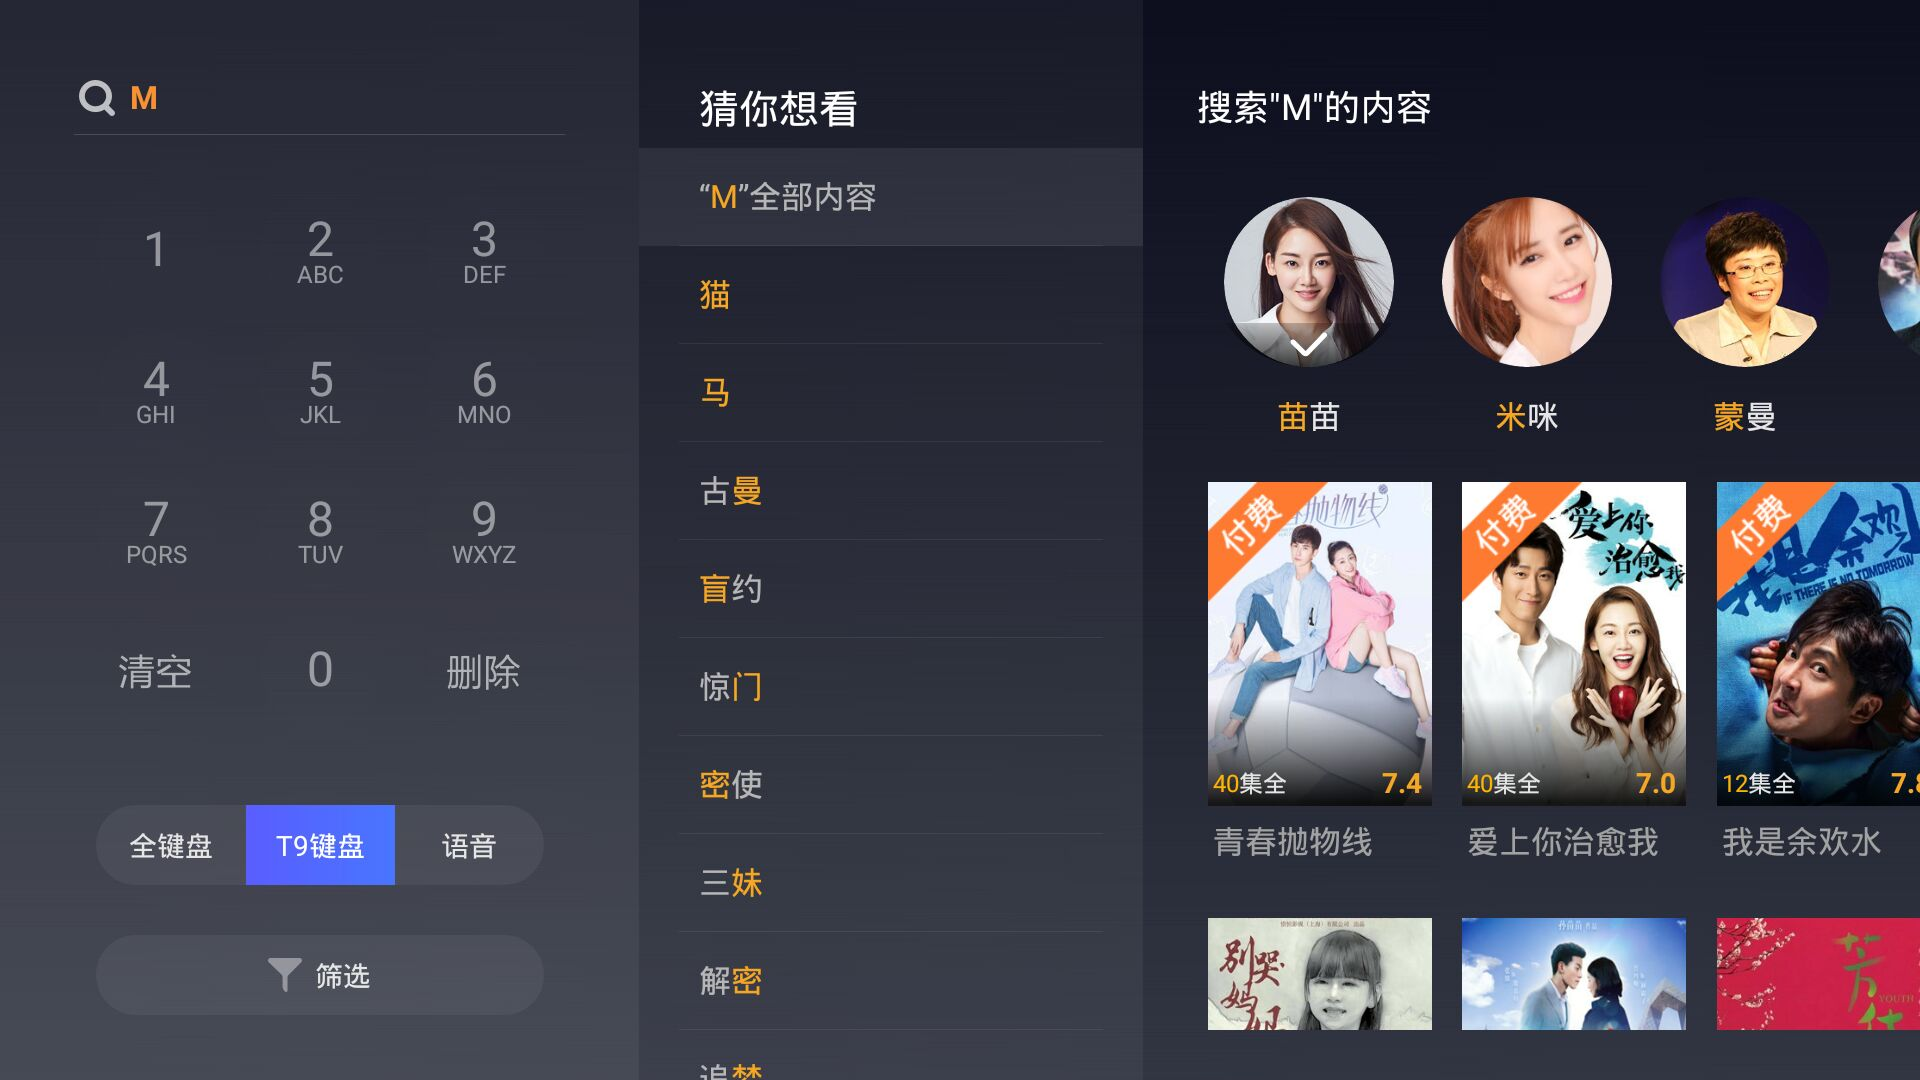 M
1
2
ABC
3
DEF
4
GHI
5
JKL
6
MNO
7
PQRS
8
TUV
9
WXYZ
清空
0
删除
全键盘
T9键盘
语音
筛选
猜你想看
“M”全部内容
猫
马
古曼
盲约
惊门
密使
三妹
解密
追梦
搜索"M"的内容
苗苗
米咪
蒙曼
付费
抛物线
40集全
7.4
青春抛物线
付费
爱上你
治愈我
40集全
7.0
爱上你治愈我
付费
我是余欢
IF THERE IS NO TOMORROW
12集全
7.8
我是余欢水
别哭
妈妈
孙苗苗
芳华
YOUTH